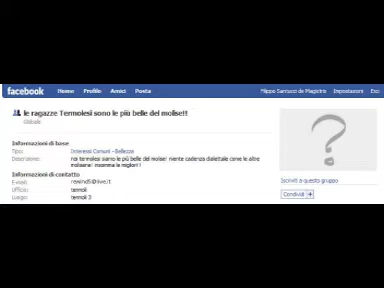 facebook Home Profilo Amici Posta Filippo Santucci de Magistris Impostazioni Esci
le ragazze Termolesi sono le più belle del molise!!!
Globale
Informazioni di base
Tipo: Interessi Comuni - Bellezza
Descrizione: noi termolesi siamo le più belle del molise! niente cadenza dialettale come le altre
molisane! insomma le migliori!!
Informazioni di contatto
E-mail:
Ufficio: termoli
Luogo: termoli 3
Iscriviti a questo gruppo
Condividi +